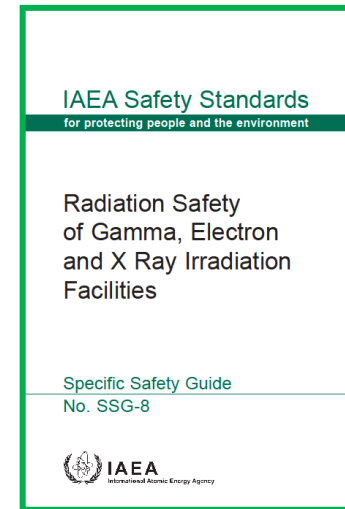 IAEA Safety Standards
for protecting people and the environment
Radiation Safety
of Gamma, Electron
and X Ray Irradiation
Facilities
Specific Safety Guide
No. SSG-8
IAEA
International Atomic Energy Agency